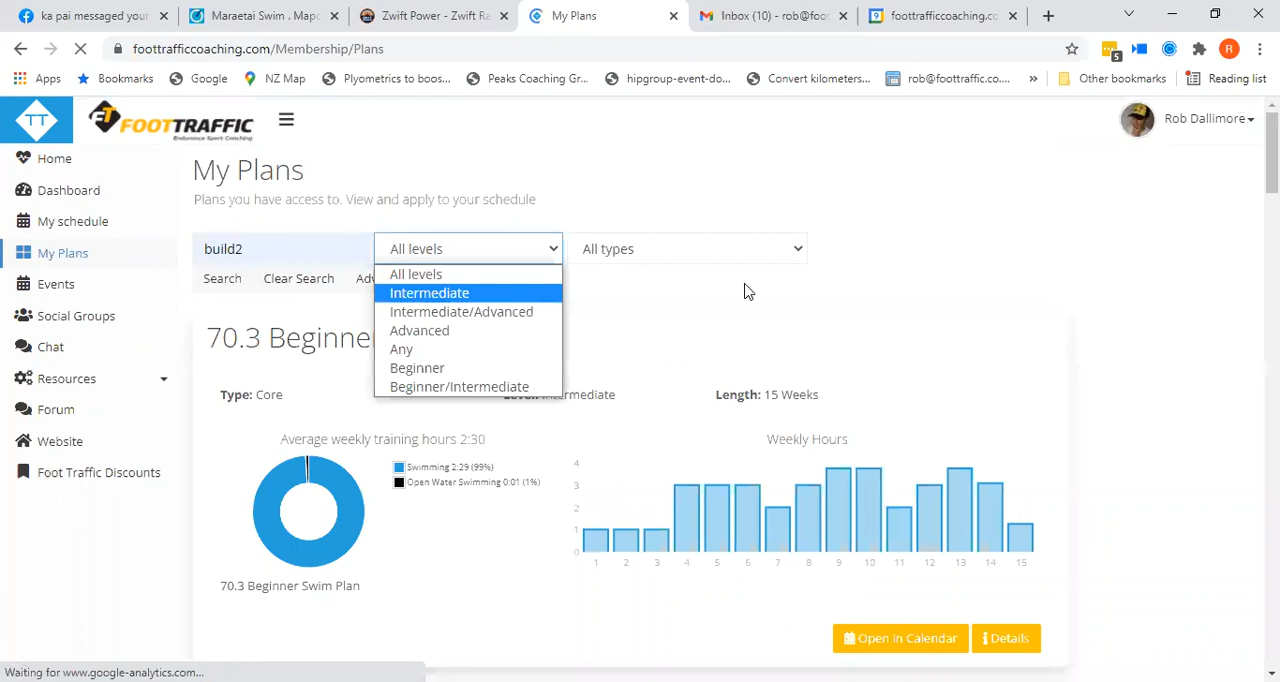 ka pai messaged your
Maraetai Swim . Mapo
Zwift Power - Zwift Ra
My Plans
Inbox (10) - rob@foot
foottrafficcoaching.co
foottrafficcoaching.com/Membership/Plans
5
R
Apps
Bookmarks
Google
NZ Map
Plyometrics to boos...
Peaks Coaching Gr...
hipgroup-event-do...
Convert kilometers...
rob@foottraffic.co....
»
Other bookmarks
Reading list
TT
FT FOOTTRAFFIC
Endurance Sport Coaching
Rob Dallimore
Home
Dashboard
My schedule
My Plans
Events
Social Groups
Chat
Resources
Forum
Website
Foot Traffic Discounts
My Plans
Plans you have access to. View and apply to your schedule
build2
All levels
All types
Search
Clear Search
Adv
All levels
Intermediate
Intermediate/Advanced
Advanced
Any
Beginner
Beginner/Intermediate
70.3 Beginne
Type: Core
ermediate
Length: 15 Weeks
Average weekly training hours 2:30
Swimming 2:29 (99%)
Open Water Swimming 0:01 (1%)
70.3 Beginner Swim Plan
Weekly Hours
4
3
2
1
0
1 2 3 4 5 6 7 8 9 10 11 12 13 14 15
Open in Calendar
Details
Waiting for www.google-analytics.com...